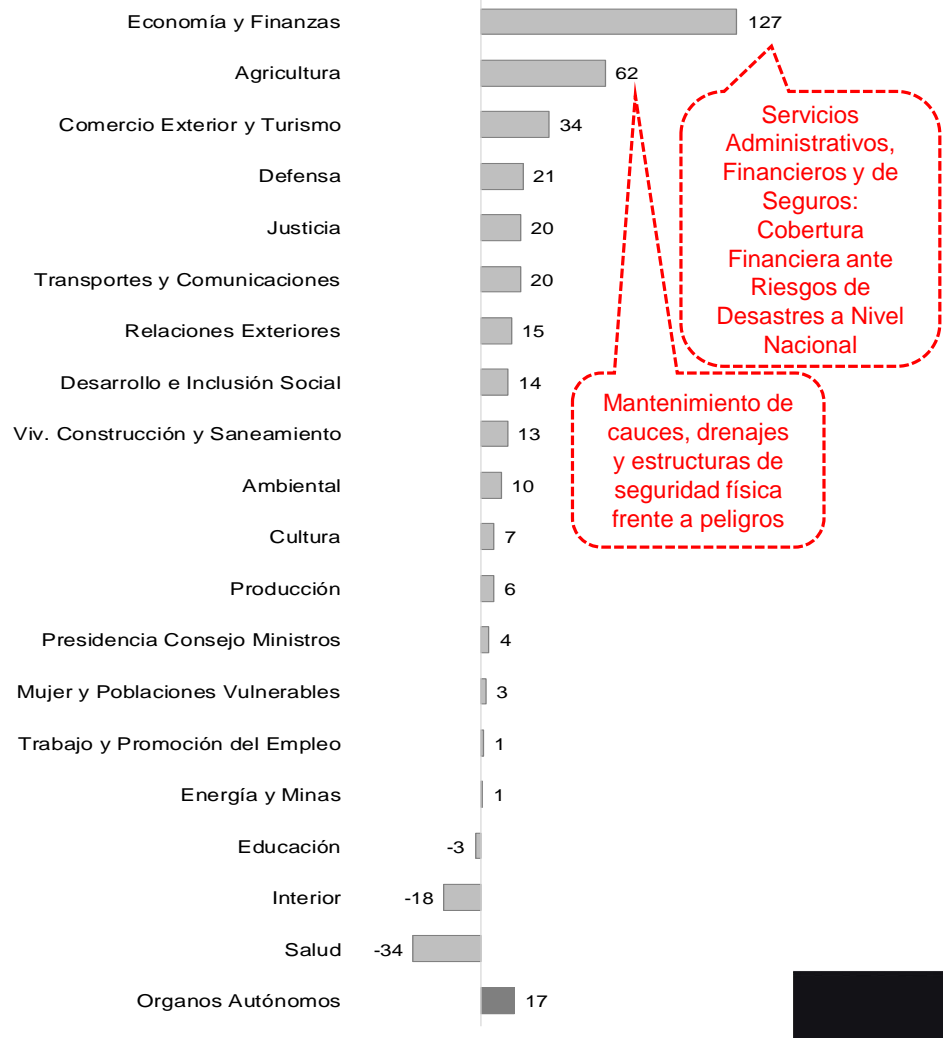 Economía y Finanzas 127
Agricultura 62
Comercio Exterior y Turismo 34
Defensa 21
Justicia 20
Transportes y Comunicaciones 20
Relaciones Exteriores 15
Desarrollo e Inclusión Social 14
Viv. Construcción y Saneamiento 13
Ambiental 10
Cultura 7
Producción 6
Presidencia Consejo Ministros 4
Mujer y Poblaciones Vulnerables 3
Trabajo y Promoción del Empleo 1
Energía y Minas 1
Educación -3
Interior -18
Salud -34
Organos Autónomos 17
Servicios
Administrativos,
Financieros y de
Seguros:
Cobertura
Financiera ante
Riesgos de
Desastres a Nivel
Nacional
Mantenimiento de
cauces, drenajes
y estructuras de
seguridad física
frente a peligros